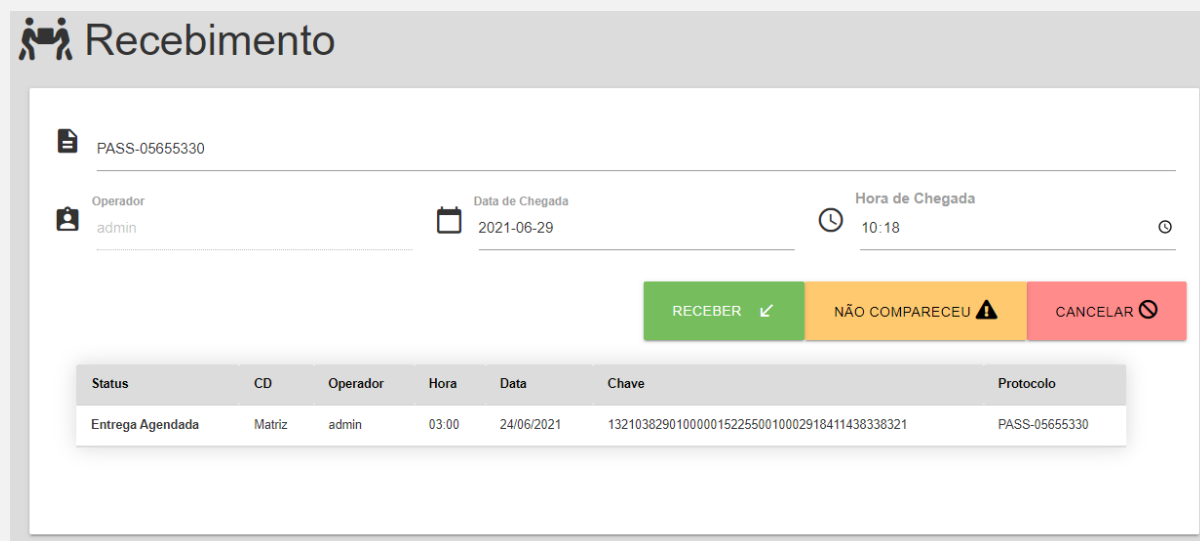 Recebimento
PASS-05655330
Operador Data de Chegada Hora de Chegada
admin 2021-06-29 10:18
RECEBER NÃO COMPARECEU CANCELAR
Status CD Operador Hora Data Chave Protocolo
Entrega Agendada Matriz admin 03:00 24/06/2021 13210382901000001522550010002918411438338321 PASS-05655330